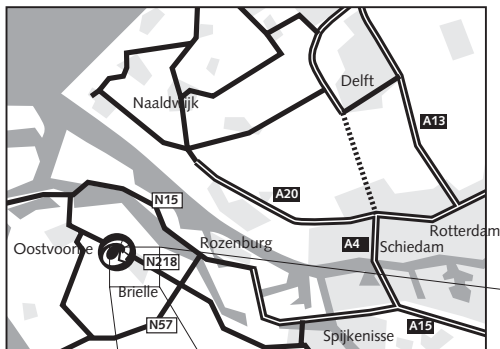 Delft
Naaldwijk
A13
A20
N15
Rotterdam
Oostvoorne
Rozenburg
A4
Schiedam
N218
Brielle
N57
A15
Spijkenisse